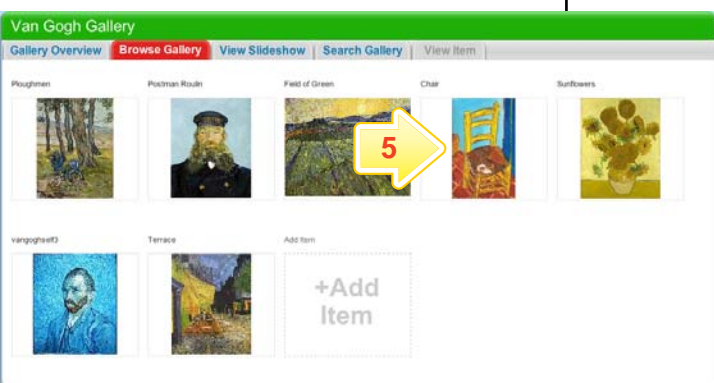 Van Gogh Gallery
Gallery Overview Browse Gallery View Slideshow Search Gallery View Item
Ploughmen Postman Roulin Field of Green Chair Sunflowers
5
vangoghself3 Terrace Add Item
+Add
Item